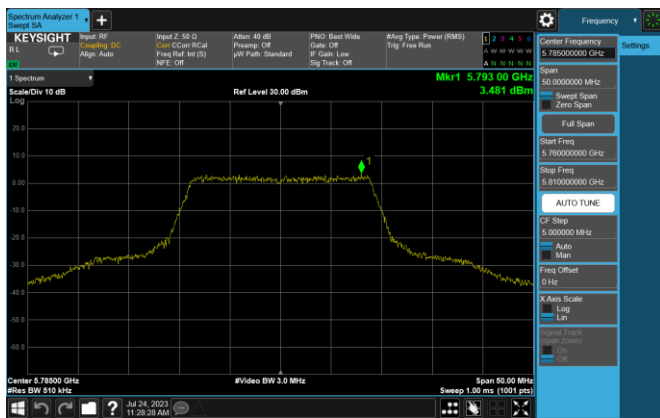 Spectrum Analyzer 1
Swept SA
+
Frequency
KEYSIGHT
RL
Input: RF
Coupling: DC
Align: Auto
Input Z: 50 Ω
Corr CCorr RCal
Freq Ref: Int (S)
NFE: Off
Atten: 40 dB
Preamp: Off
µW Path: Standard
PNO: Best Wide
Gate: Off
IF Gain: Low
Sig Track: Off
#Avg Type: Power (RMS)
Trig: Free Run
1 2 3 4 5 6
A W W W W W
A N N N N N
LXI
1 Spectrum
Scale/Div 10 dB
Ref Level 30.00 dBm
Mkr1 5.793 00 GHz
3.481 dBm
Log
20.0
10.0
0.00
-10.0
-20.0
-30.0
-40.0
-50.0
-60.0
1
Center 5.78500 GHz
#Res BW 510 kHz
#Video BW 3.0 MHz
Span 50.00 MHz
Sweep 1.00 ms (1001 pts)
Center Frequency
5.785000000 GHz
Settings
Span
50.0000000 MHz
Swept Span
Zero Span
Full Span
Start Freq
5.760000000 GHz
Stop Freq
5.810000000 GHz
AUTO TUNE
CF Step
5.000000 MHz
Auto
Man
Freq Offset
0 Hz
X Axis Scale
Log
Lin
Signal Track
(Span Zoom)
On
Off
?
Jul 24, 2023
11:28:28 AM